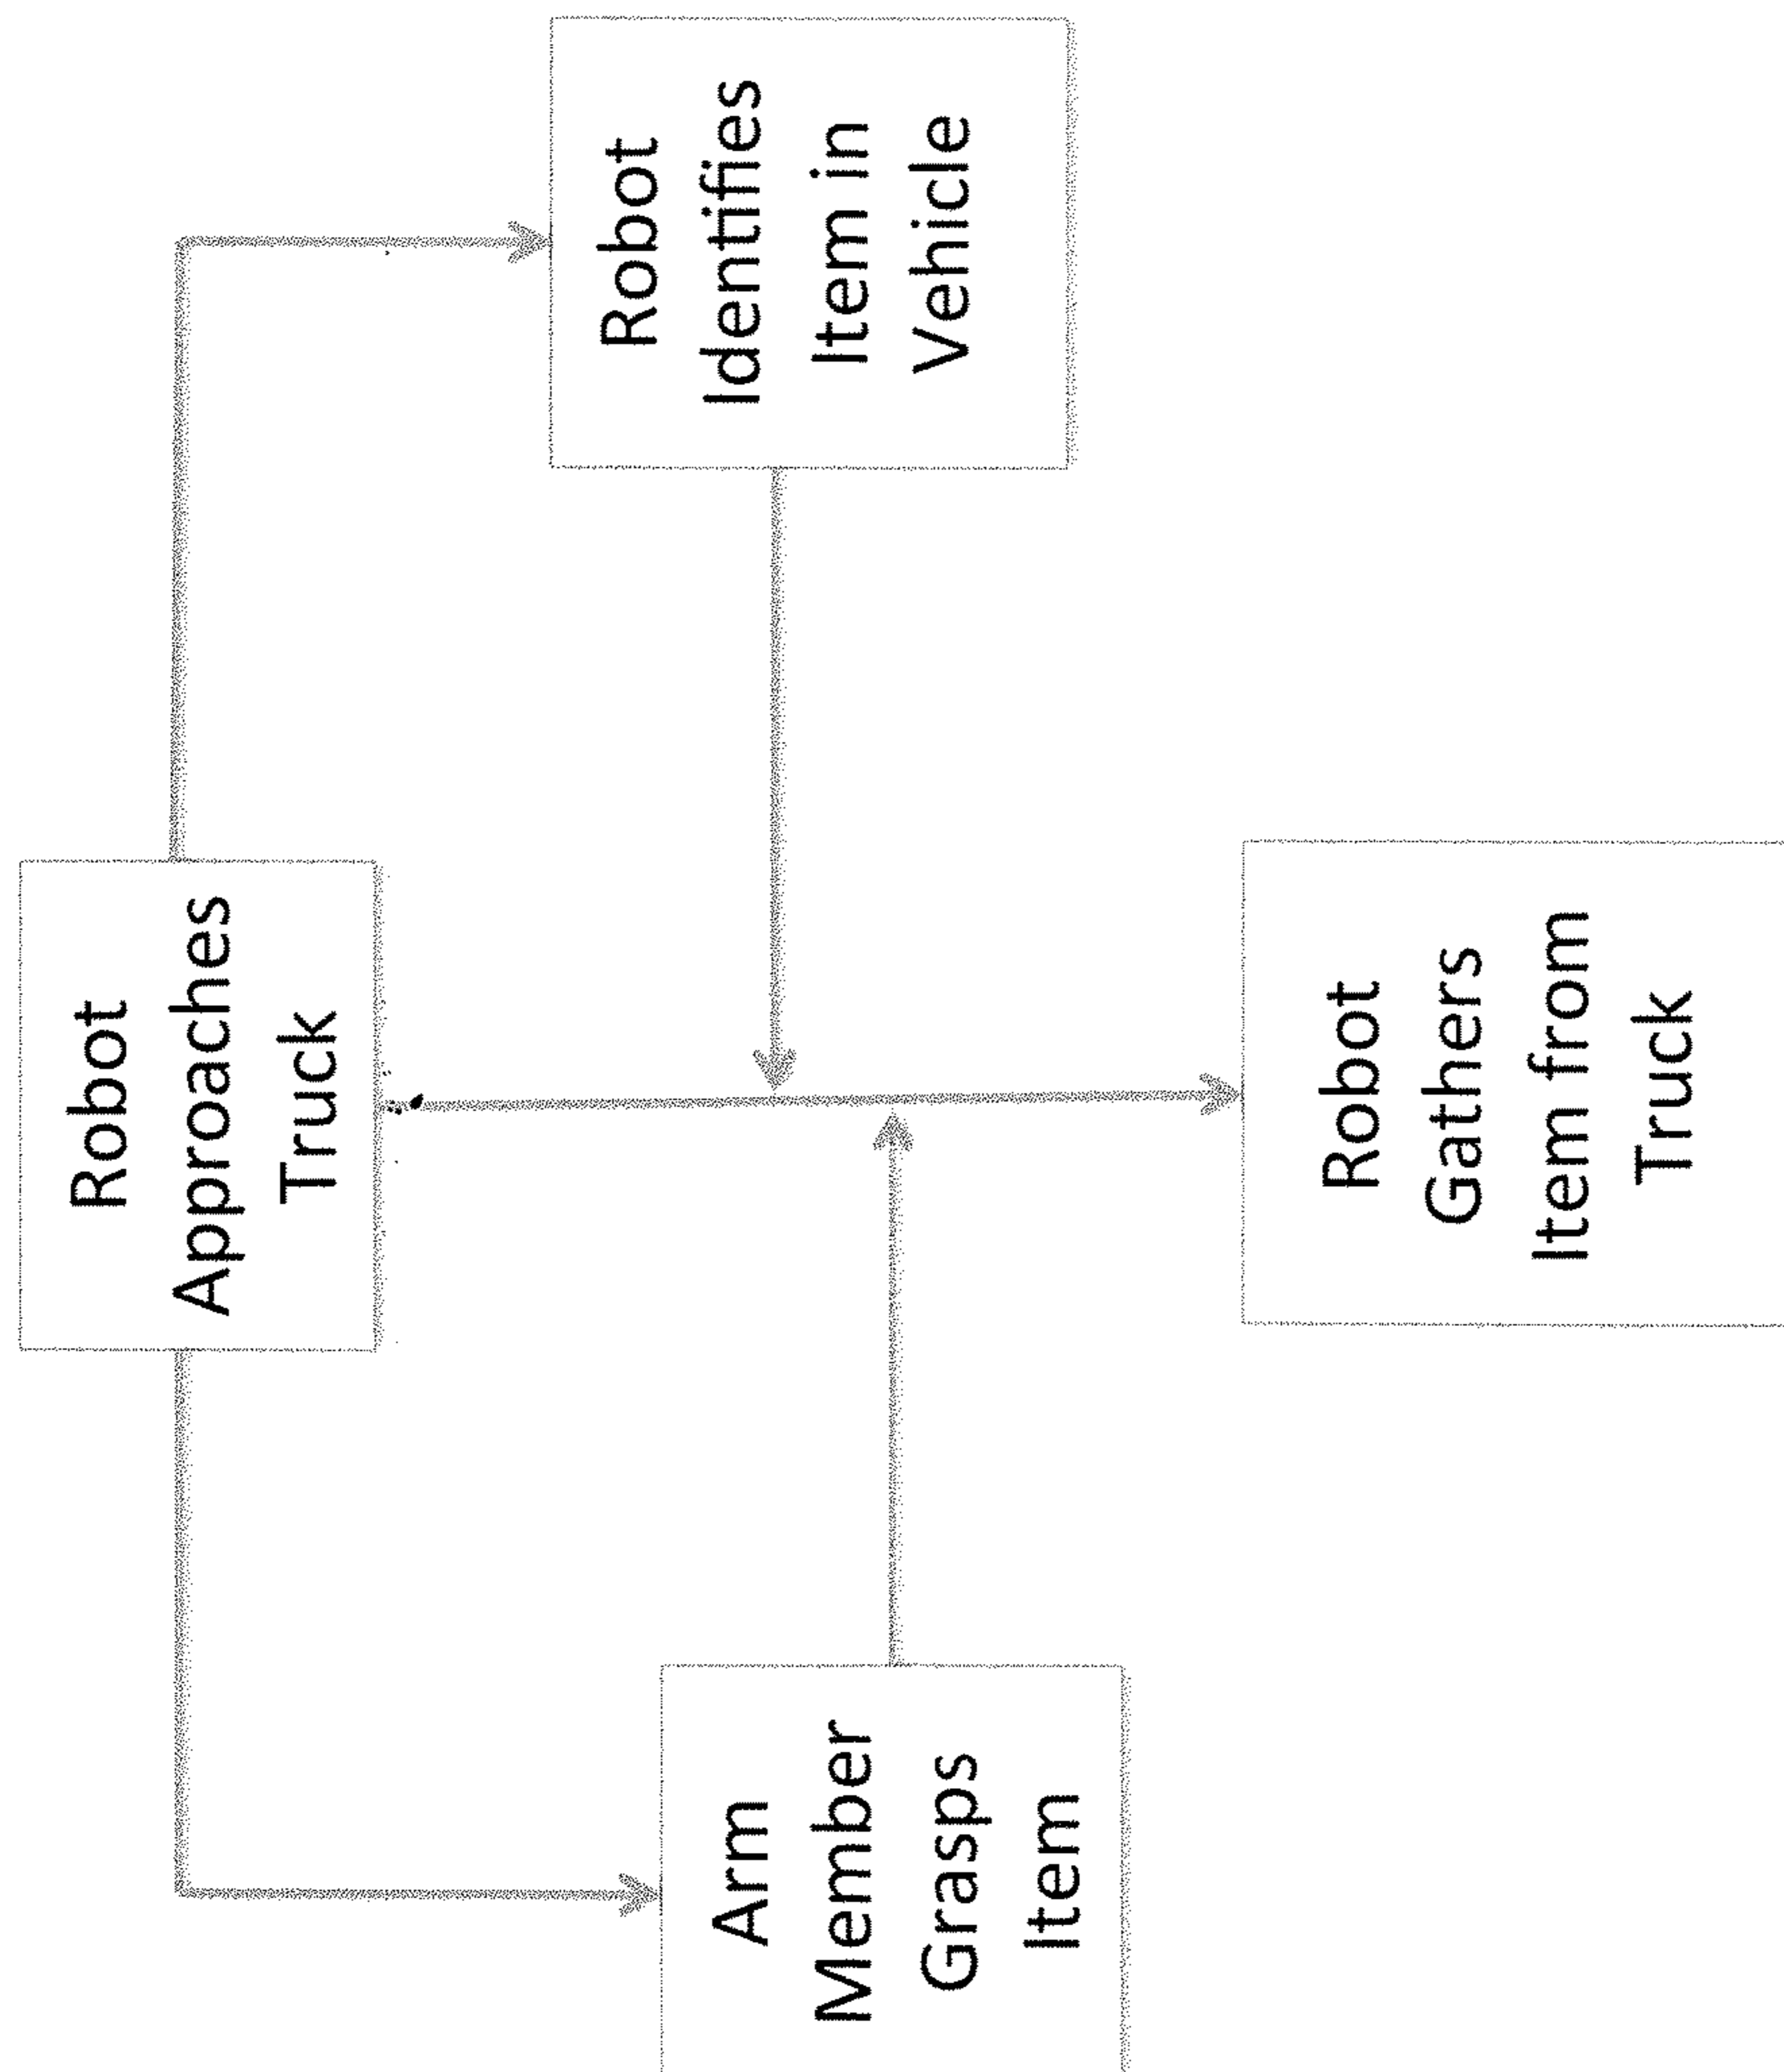 Robot
Approaches
Truck
Arm
Member
Grasps
Item
Robot
Identifies
Item in
Vehicle
Robot
Gathers
Item from
Truck